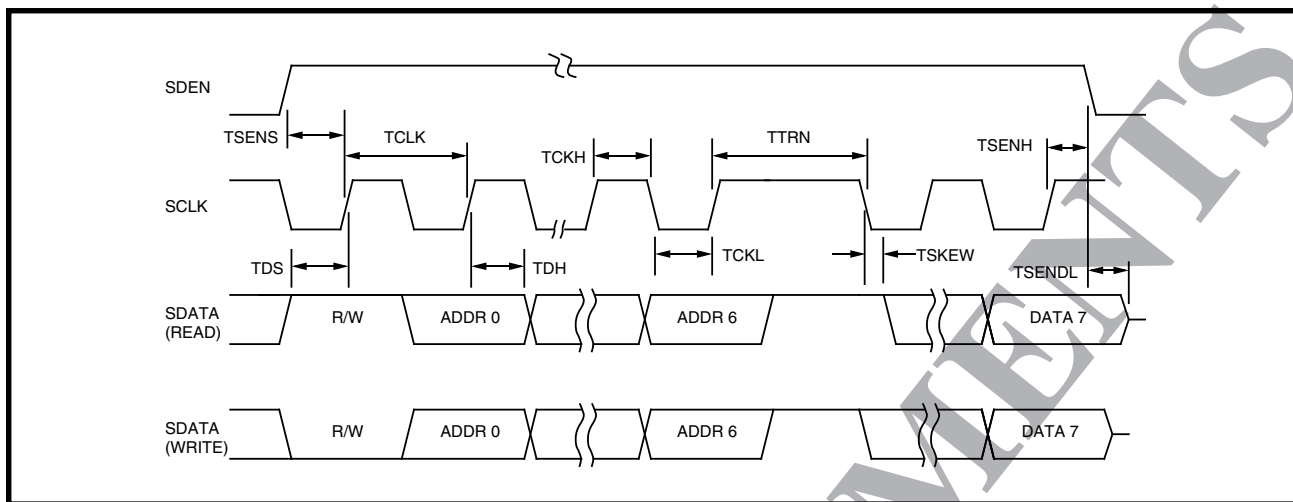 SDEN
TSENS
TCLK
TCKH
TTRN
TSENH
SCLK
TDS
TDH
TCKL
TSKEW
TSENDL
SDATA
(READ)
R/W
ADDR 0
ADDR 6
DATA 7
SDATA
(WRITE)
R/W
ADDR 0
ADDR 6
DATA 7
MENTS